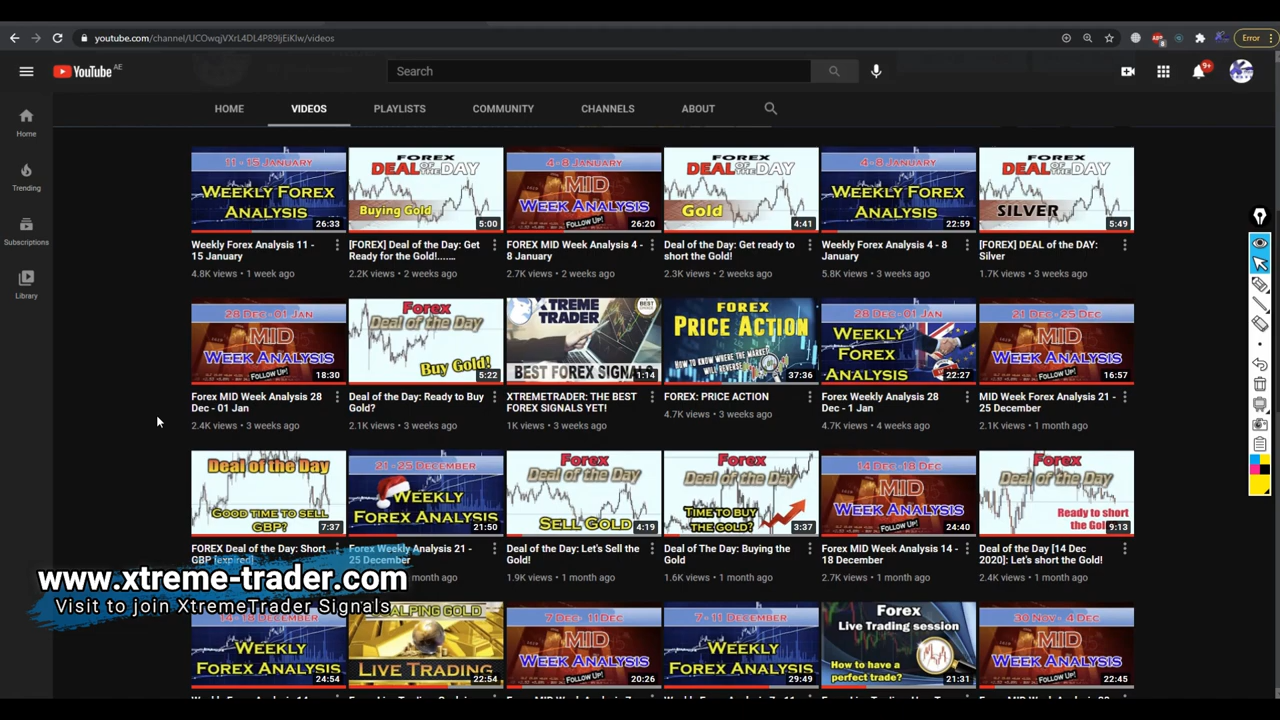 youtube.com/channel/UCOwqjVXrL4DL4P89IjEiKlw/videos
Error
YouTube AE
Search
9+
HOME VIDEOS PLAYLISTS COMMUNITY CHANNELS ABOUT
Home
Trending
Subscriptions
Library
11 - 15 JANUARY
WEEKLY FOREX
ANALYSIS
26:33
Weekly Forex Analysis 11 -
15 January
4.8K views • 1 week ago
FOREX
DEAL OF THE DAY
Buying Gold
5:00
[FOREX] Deal of the Day: Get
Ready for the Gold!......
2.2K views • 2 weeks ago
4-8 JANUARY
MID
WEEK ANALYSIS
FOLLOW UP!
26:20
FOREX MID Week Analysis 4 -
8 January
2.7K views • 2 weeks ago
FOREX
DEAL OF THE DAY
Gold
4:41
Deal of the Day: Get ready to
short the Gold!
2.3K views • 2 weeks ago
4-8 JANUARY
WEEKLY FOREX
ANALYSIS
22:59
Weekly Forex Analysis 4 - 8
January
5.8K views • 2 weeks ago
FOREX
DEAL OF THE DAY
SILVER
5:49
[FOREX] DEAL of the DAY:
Silver
1.7K views • 2 weeks ago
28 DEC-01 JAN
MID
WEEK ANALYSIS
FOLLOW UP!
18:30
Forex MID Week Analysis 28
Dec - 01 Jan
2.4K views • 3 weeks ago
Forex
Deal of the Day
Buy Gold!
5:22
Deal of the Day: Ready to Buy
Gold?
2.1K views • 3 weeks ago
XTREME
TRADER
BEST FOREX SIGNA
1:14
XTREMETRADER: THE BEST
FOREX SIGNALS YET!
1K views • 3 weeks ago
FOREX
PRICE ACTION
HOW TO KNOW WHERE THE MARKET
WILL REVERSE
37:36
FOREX: PRICE ACTION
4.7K views • 3 weeks ago
28 DEC-01 JAN
WEEKLY
FOREX
ANALYSIS
22:27
Forex Weekly Analysis 28
Dec - 1 Jan
4.7K views • 4 weeks ago
21 DEC-25 DEC
MID
WEEK ANALYSIS
FOLLOW UP!
16:57
MID Week Forex Analysis 21 -
25 December
2.1K views • 1 month ago
Deal of the Day
GOOD TIME TO SELL
GBP?
7:37
FOREX Deal of the Day: Short
GBP [expired]
21 - 25 DECEMBER
WEEKLY
FOREX ANALYSIS
21:50
Forex Weekly Analysis 21 -
25 December
month ago
Forex
Deal of the Day
SELL GOLD
4:19
Deal of the Day: Let's Sell the
Gold!
1.9K views • 1 month ago
Forex
Deal of the Day
TIME TO BUY
THE GOLD?
3:37
Deal of The Day: Buying the
Gold
1.6K views • 1 month ago
14 DEC-18 DEC
MID
WEEK ANALYSIS
FOLLOW UP!
24:40
Forex MID Week Analysis 14 -
18 December
2.7K views • 1 month ago
Forex
Deal of the Day
Ready to short
the Gold
9:13
Deal of the Day [14 Dec
2020]: Let's short the Gold!
2.4K views • 1 month ago
www.xtreme-trader.com
Visit to join XtremeTrader Signals
14 - 18 DECEMBER
WEEKLY
FOREX ANALYSIS
24:54
ALPING GOLD
LIVE TRADING
22:54
7 DEC- 11 DEC
MID
WEEK ANALYSIS
20:26
7 - 11 DECEMBER
WEEKLY
FOREX ANALYSIS
29:49
Forex
Live Trading session
How to have a
perfect trade?
21:31
30 NOV - 4 DEC
MID
WEEK ANALYSIS
22:45